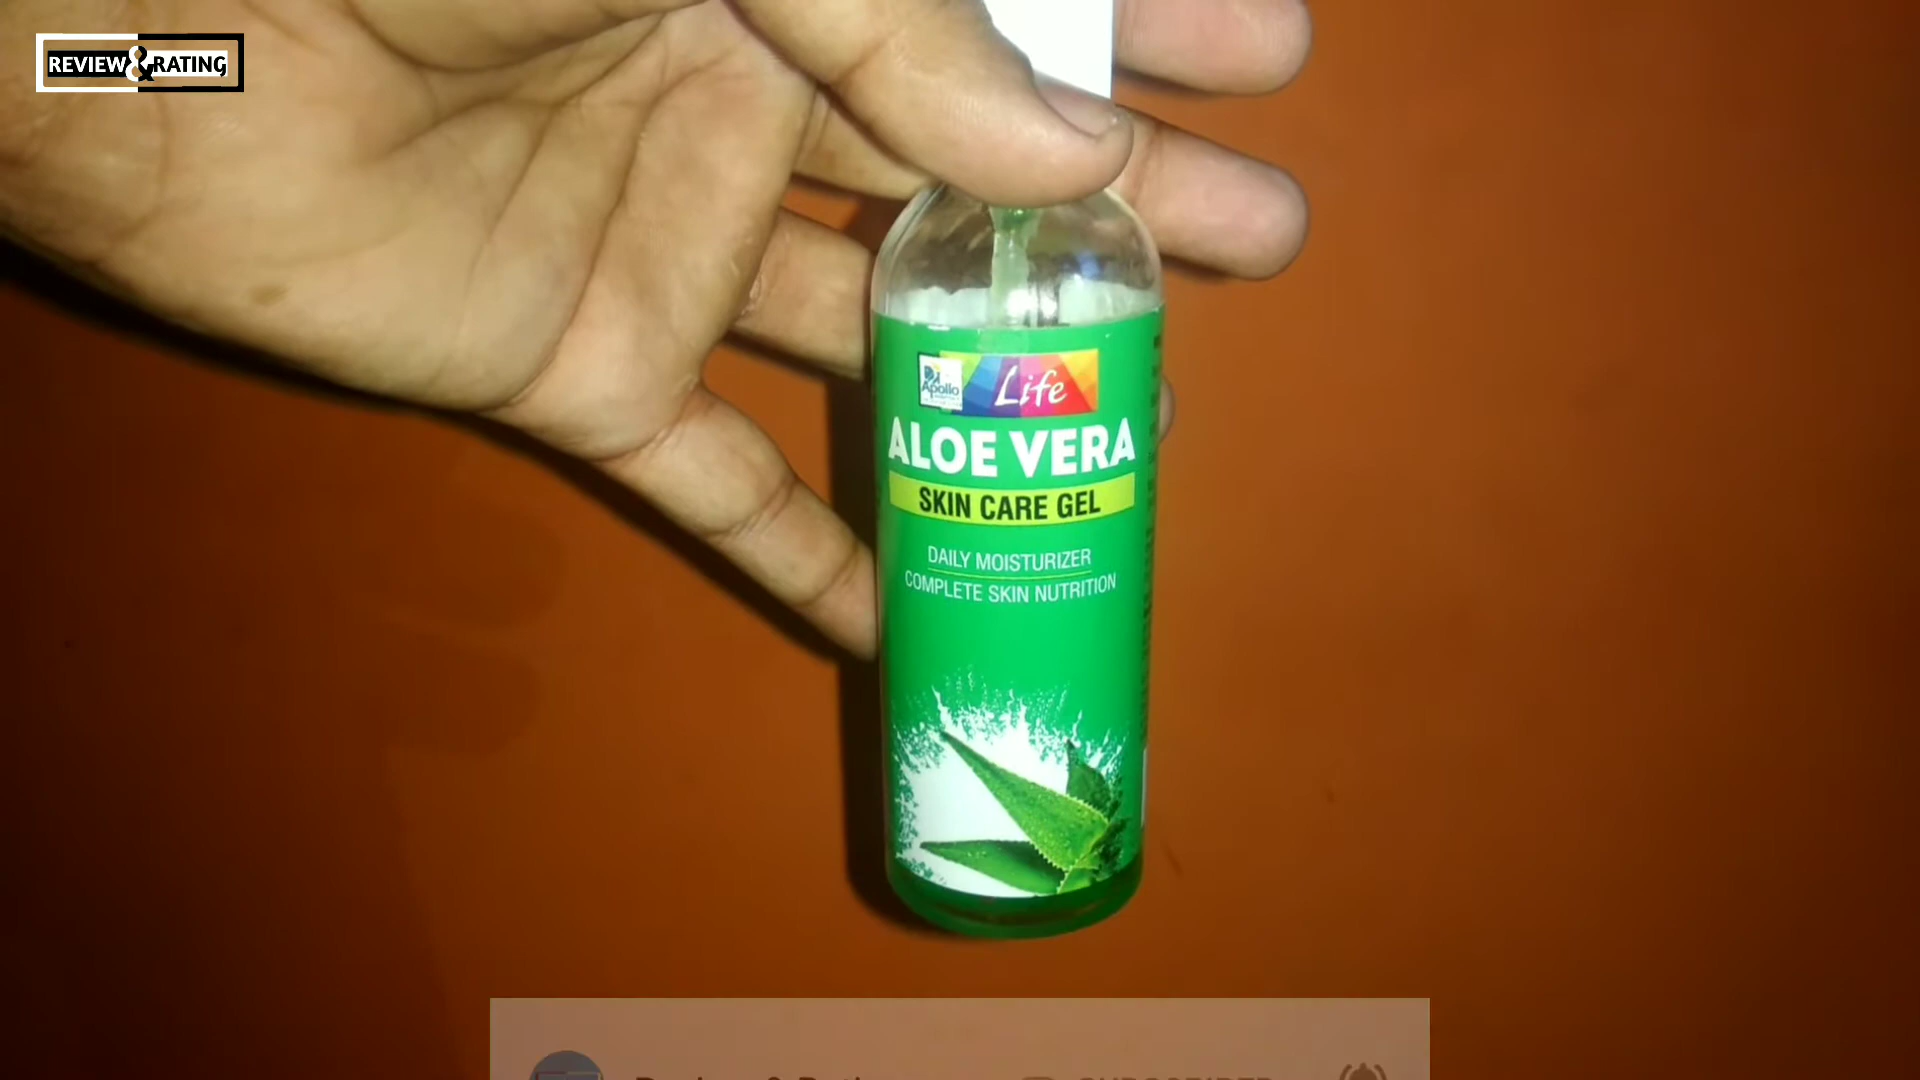 REVIEW&RATING
Apollo
Life
ALOE VERA
SKIN CARE GEL
DAILY MOISTURIZER
COMPLETE SKIN NUTRITION